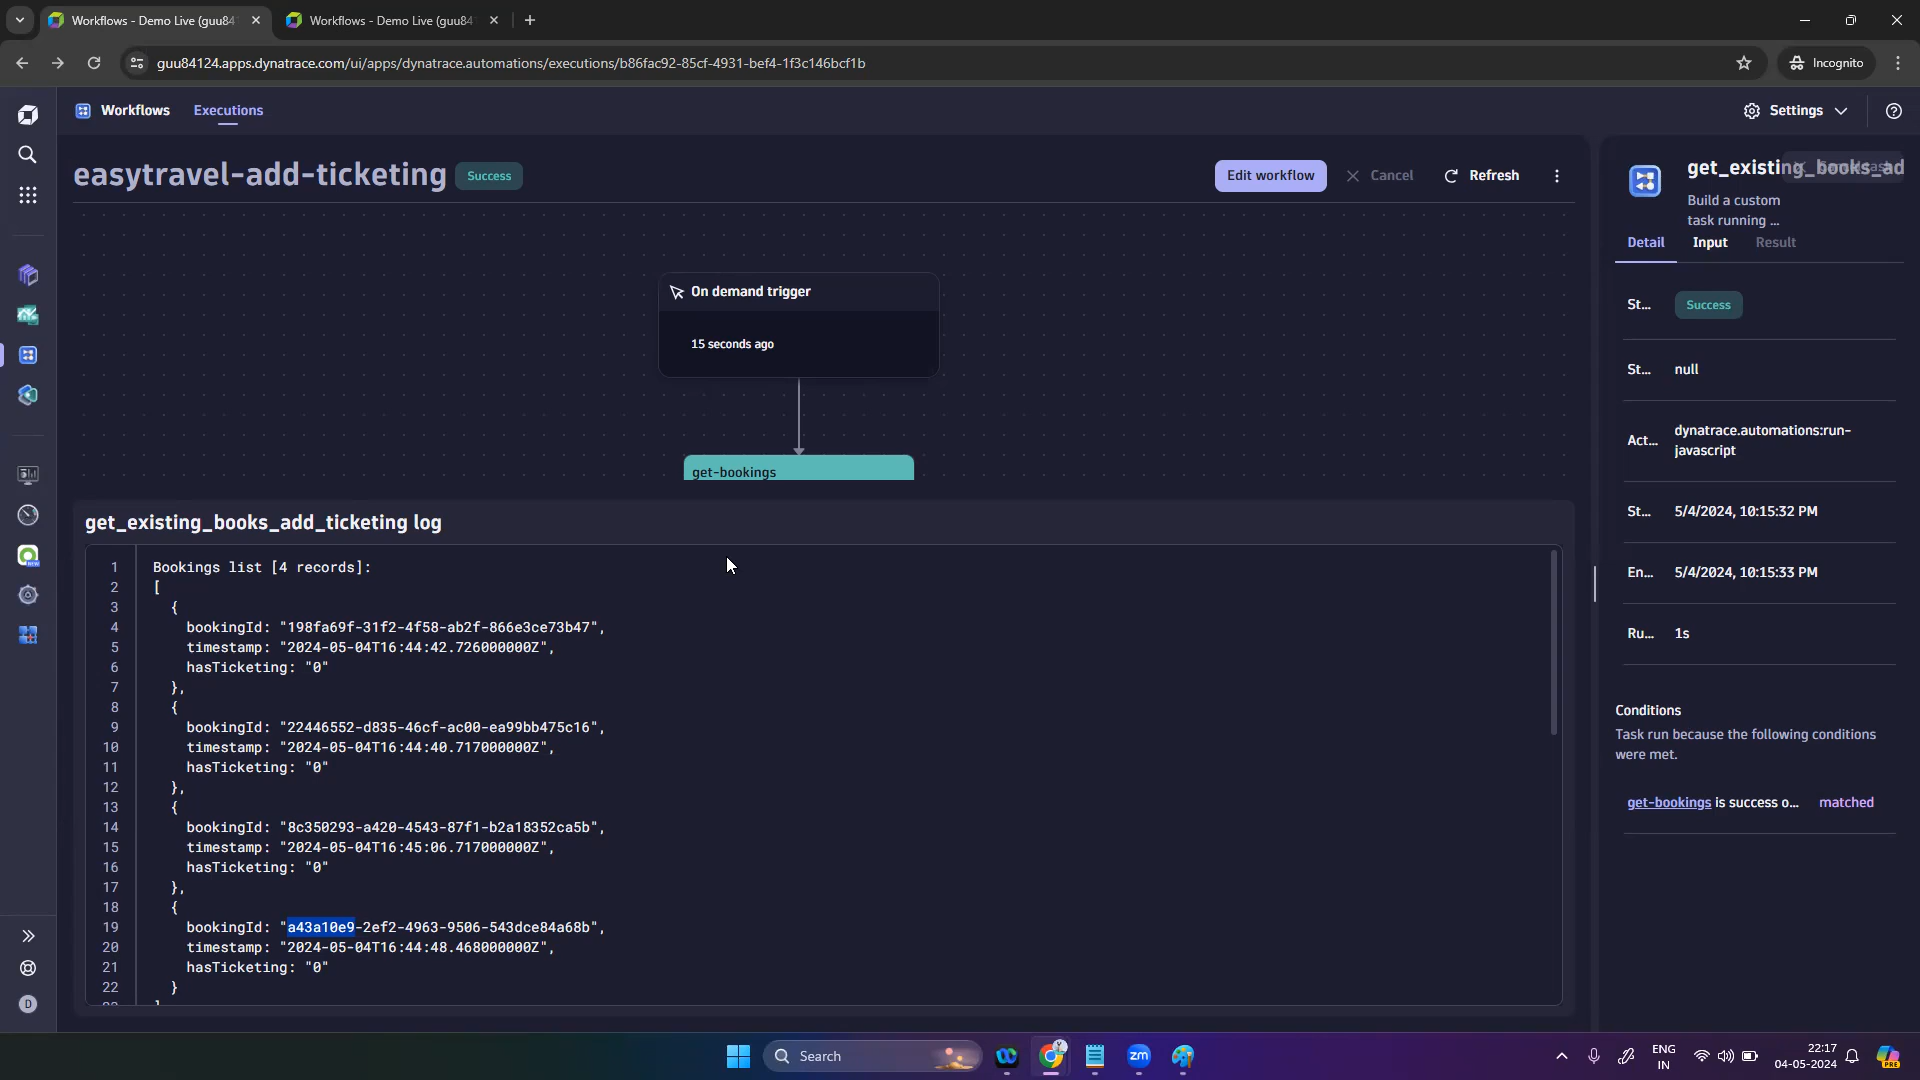 Workflows - Demo Live (guu84
Workflows - Demo Live (guu84
guu84124.apps.dynatrace.com/ui/apps/dynatrace.automations/executions/b86fac92-85cf-4931-bef4-1f3c146bcf1b
Incognito
Workflows
Executions
Settings
easytravel-add-ticketing
Success
Edit workflow
Cancel
Refresh
On demand trigger
15 seconds ago
get-bookings
get_existing_books_add_ticketing log
1 Bookings list [4 records]:
2 [
3 {
4 bookingId: "198fa69f-31f2-4f58-ab2f-866e3ce73b47",
5 timestamp: "2024-05-04T16:44:42.726000000Z",
6 hasTicketing: "0"
7 },
8 {
9 bookingId: "22446552-d835-46cf-ac00-ea99bb475c16",
10 timestamp: "2024-05-04T16:44:40.717000000Z",
11 hasTicketing: "0"
12 },
13 {
14 bookingId: "8c350293-a420-4543-87f1-b2a18352ca5b",
15 timestamp: "2024-05-04T16:45:06.717000000Z",
16 hasTicketing: "0"
17 },
18 {
19 bookingId: "a43a10e9-2ef2-4963-9506-543dce84a68b",
20 timestamp: "2024-05-04T16:44:48.468000000Z",
21 hasTicketing: "0"
22 }
get_existing_books_ad
Build a custom
task running ...
Detail
Input
Result
St... Success
St... null
Act... dynatrace.automations:run-
javascript
St... 5/4/2024, 10:15:32 PM
En... 5/4/2024, 10:15:33 PM
Ru... 1s
Conditions
Task run because the following conditions
were met.
get-bookings is success o... matched
D
NEW
Search
zm
ENG
IN
22:17
04-05-2024
PRE